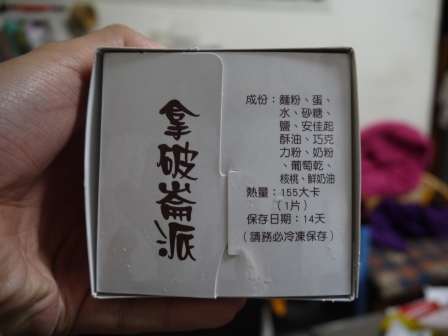 拿破崙派
成份：麵粉、蛋、
水、砂糖、
鹽、安佳起
酥油、巧克
力粉、奶粉
、葡萄乾、
核桃、鮮奶油
熱量：155大卡
（1片）
保存日期：14天
（請務必冷凍保存）